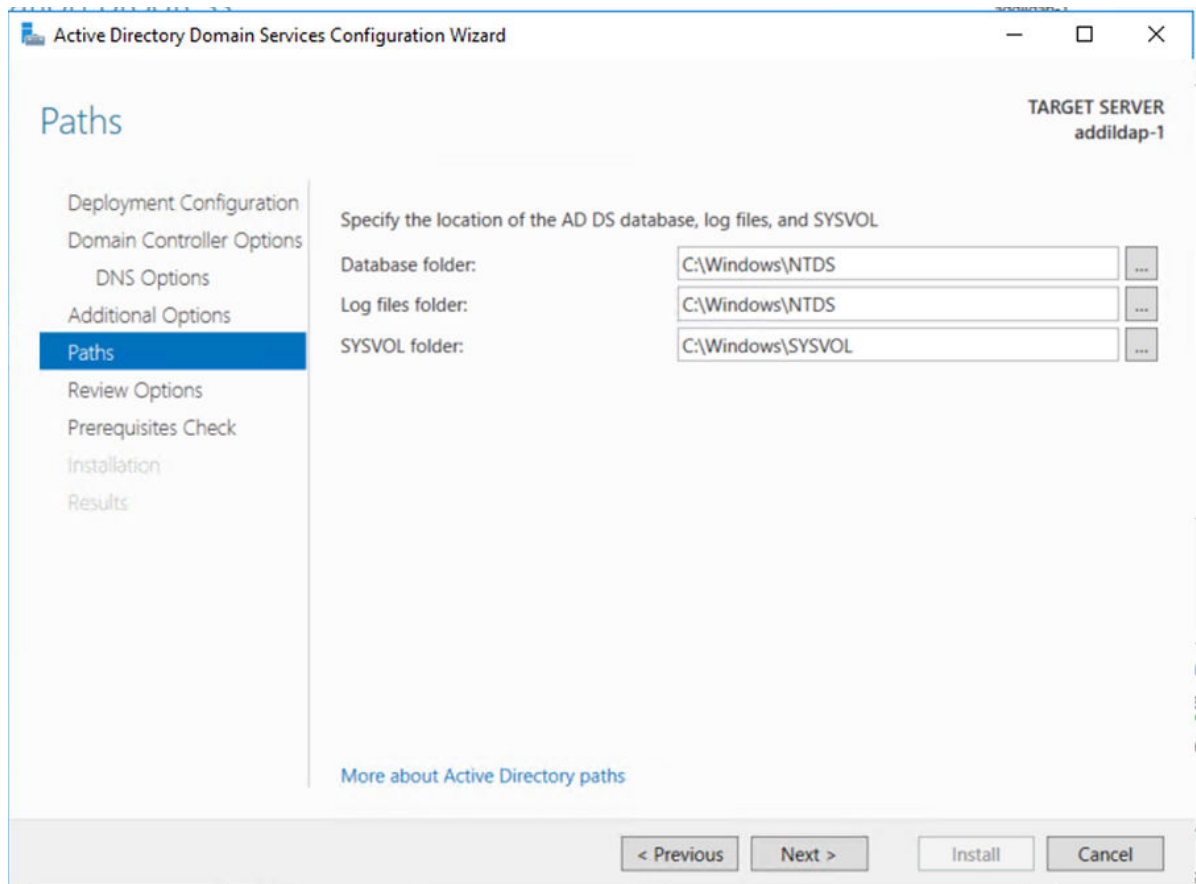 addildap-1
Active Directory Domain Services Configuration Wizard
Paths
TARGET SERVER
addildap-1
Deployment Configuration
Domain Controller Options
DNS Options
Additional Options
Paths
Review Options
Prerequisites Check
Installation
Results
Specify the location of the AD DS database, log files, and SYSVOL
Database folder: C:\Windows\NTDS ...
Log files folder: C:\Windows\NTDS ...
SYSVOL folder: C:\Windows\SYSVOL ...
More about Active Directory paths
< Previous Next > Install Cancel